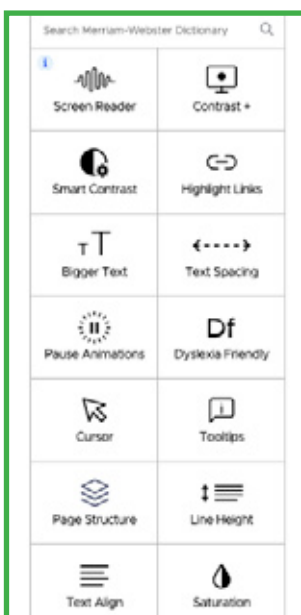 Search Merriam-Webster Dictionary
Screen Reader
Contrast +
Smart Contrast
Highlight Links
TT
Bigger Text
Text Spacing
Pause Animations
Df
Dyslexia Friendly
Cursor
Tooltips
Page Structure
Line Height
Text Align
Saturation